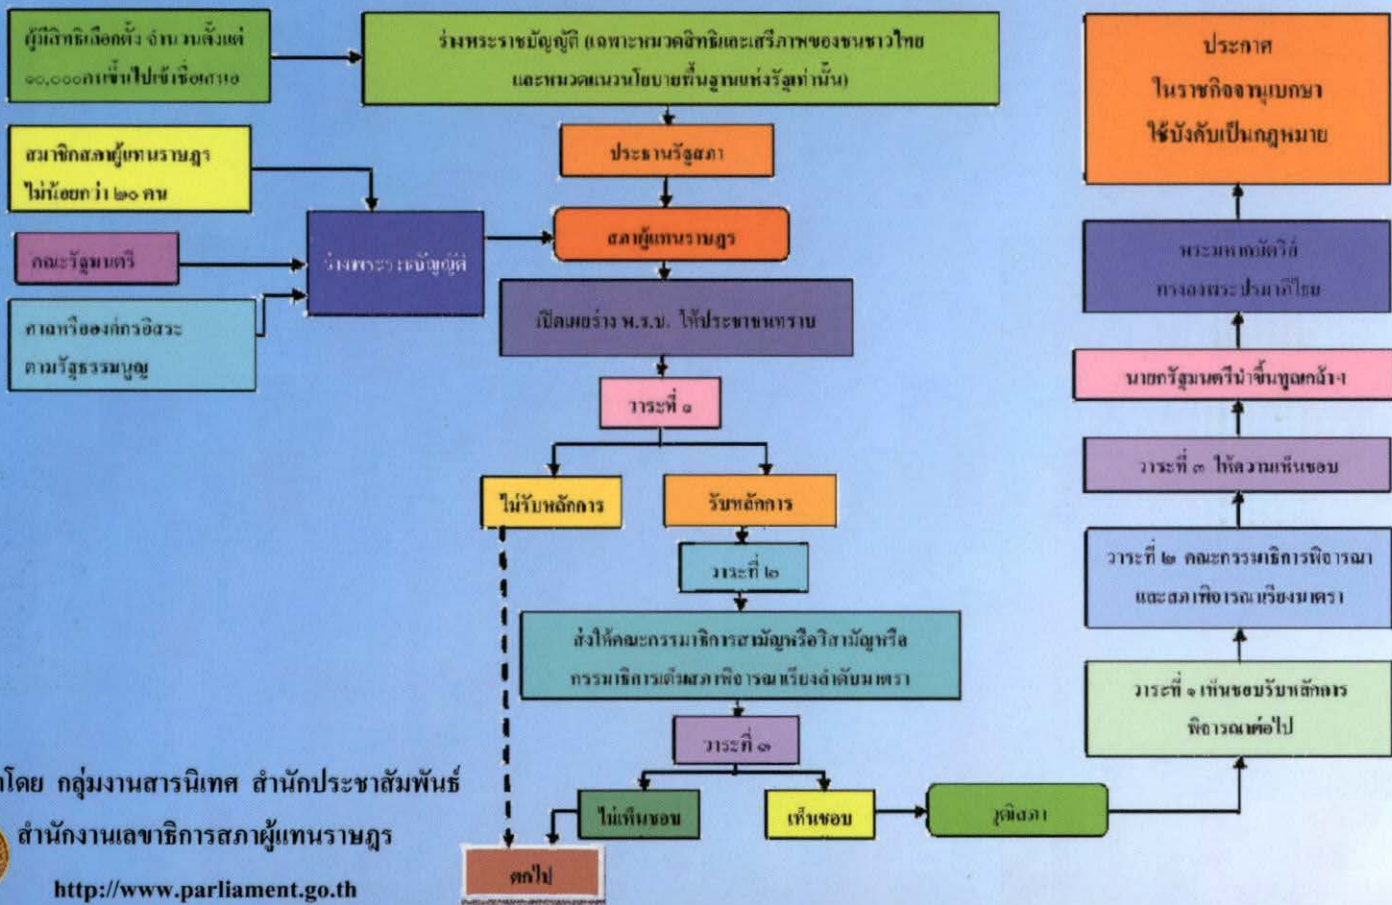 ผู้มีสิทธิเลือกตั้ง จำนวนตั้งแต่
๑๐,๐๐๐คนขึ้นไปเข้าชื่อเสนอ
ร่างพระราชบัญญัติ (เฉพาะหมวดสิทธิและเสรีภาพของชนชาวไทย
และหมวดแนวนโยบายพื้นฐานแห่งรัฐเท่านั้น)
สมาชิกสภาผู้แทนราษฎร
ไม่น้อยกว่า ๒๐ คน
คณะรัฐมนตรี
ศาลหรือองค์กรอิสระ
ตามรัฐธรรมนูญ
ร่างพระราชบัญญัติ
ประธานรัฐสภา
สภาผู้แทนราษฎร
เปิดเผยร่าง พ.ร.บ. ให้ประชาชนทราบ
วาระที่ ๑
ไม่รับหลักการ
รับหลักการ
วาระที่ ๒
ส่งให้คณะกรรมาธิการสามัญหรือวิสามัญหรือ
กรรมาธิการเต็มสภาพิจารณาเรียงลำดับมาตรา
วาระที่ ๓
ไม่เห็นชอบ
เห็นชอบ
ตกไป
วุฒิสภา
วาระที่ ๑ เห็นชอบรับหลักการ
พิจารณาต่อไป
วาระที่ ๒ คณะกรรมาธิการพิจารณา
และสภาพิจารณาเรียงมาตรา
วาระที่ ๓ ให้ความเห็นชอบ
นายกรัฐมนตรีนำขึ้นทูลเกล้าฯ
พระมหากษัตริย์
ทรงลงพระปรมาภิไธย
ประกาศ
ในราชกิจจานุเบกษา
ใช้บังคับเป็นกฎหมาย
โดย กลุ่มงานสารนิเทศ สำนักประชาสัมพันธ์
สำนักงานเลขาธิการสภาผู้แทนราษฎร
http://www.parliament.go.th